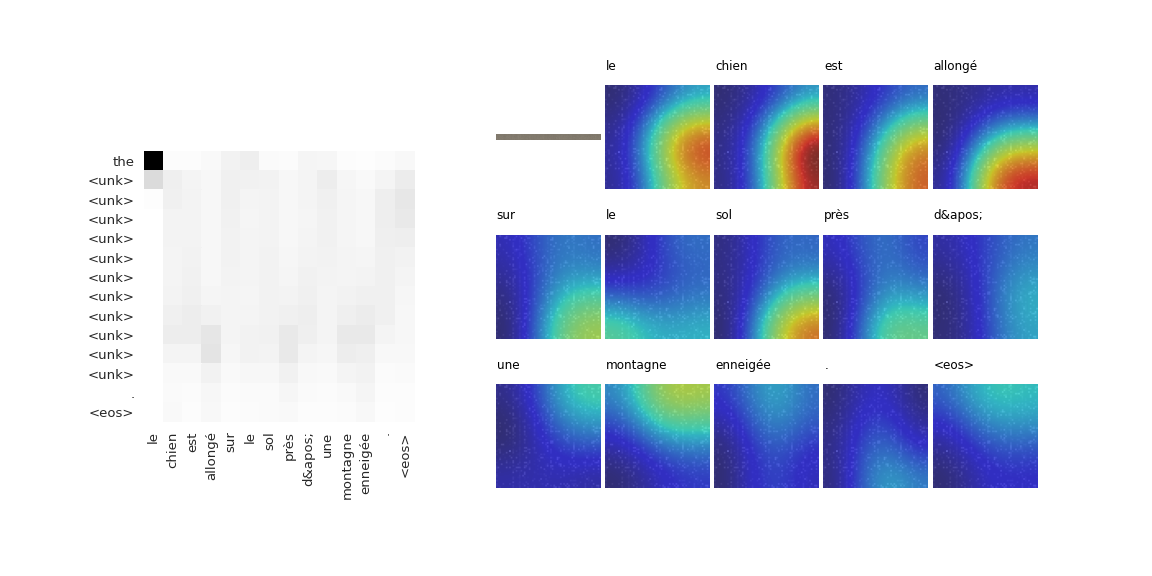 the
<unk>
<unk>
<unk>
<unk>
<unk>
<unk>
<unk>
<unk>
<unk>
<unk>
<unk>
.
<eos>
le chien est allongé sur le sol près d&apos; une montagne enneigée . <eos>
le chien est allongé
sur le sol près d&apos;
une montagne enneigée . <eos>